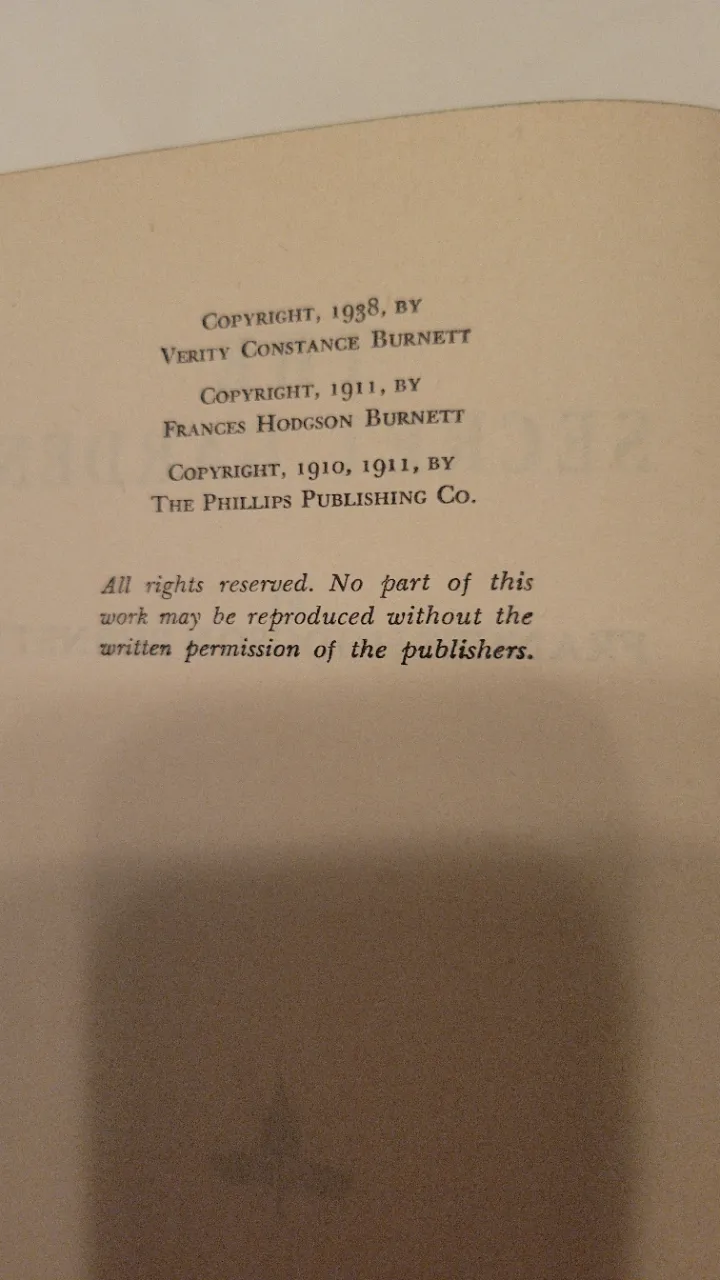 COPYRIGHT, 1938, BY
VERITY CONSTANCE BURNETT
COPYRIGHT, 1911, BY
FRANCES HODGSON BURNETT
COPYRIGHT, 1910, 1911, BY
THE PHILLIPS PUBLISHING CO.
All rights reserved. No part of this
work may be reproduced without the
written permission of the publishers.